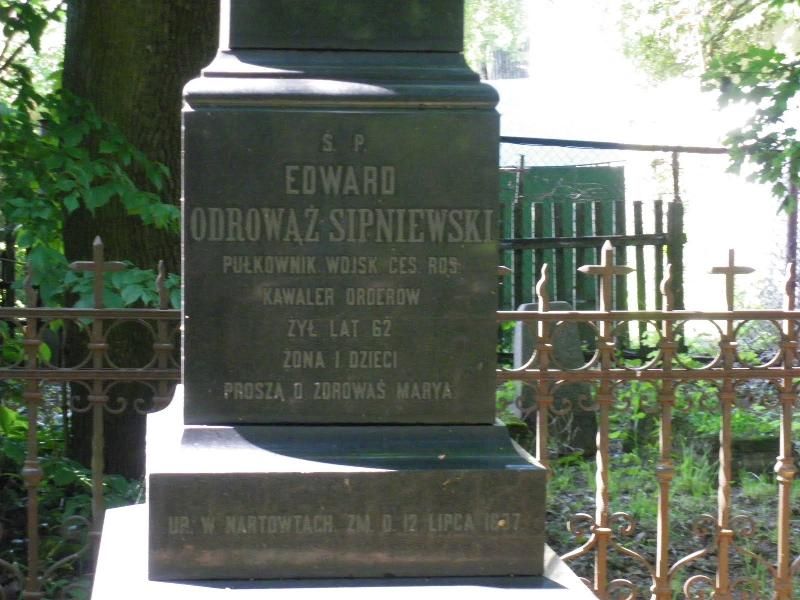 Ś. P.
EDWARD
ODROWĄŻ-SIPNIEWSKI
PUŁKOWNIK WOJSK CES. ROS.
KAWALER ORDERÓW
ŻYŁ LAT 62
ŻONA I DZIECI
PROSZĄ O ZDROWAŚ MARYA
UR. W NARTOWTACH. ZM. D. 12 LIPCA